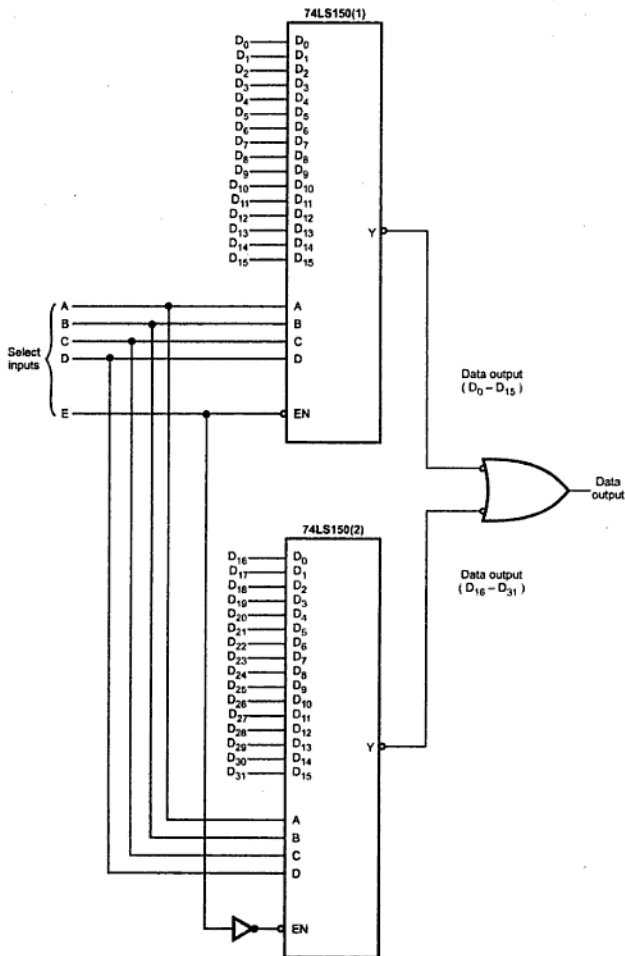 74LS150(1)
D₀ D₀
D₁ D₁
D₂ D₂
D₃ D₃
D₄ D₄
D₅ D₅
D₆ D₆
D₇ D₇
D₈ D₈
D₉ D₉
D₁₀ D₁₀
D₁₁ D₁₁
D₁₂ D₁₂
D₁₃ D₁₃
D₁₄ D₁₄
D₁₅ D₁₅
Y
Select
inputs
A A
B B
C C
D D
E EN
Data output
(D₀ – D₁₅)
Data
output
74LS150(2)
Data output
(D₁₆ – D₃₁)
D₁₆ D₀
D₁₇ D₁
D₁₈ D₂
D₁₉ D₃
D₂₀ D₄
D₂₁ D₅
D₂₂ D₆
D₂₃ D₇
D₂₄ D₈
D₂₅ D₉
D₂₆ D₁₀
D₂₇ D₁₁
D₂₈ D₁₂
D₂₉ D₁₃
D₃₀ D₁₄
D₃₁ D₁₅
Y
A
B
C
D
EN